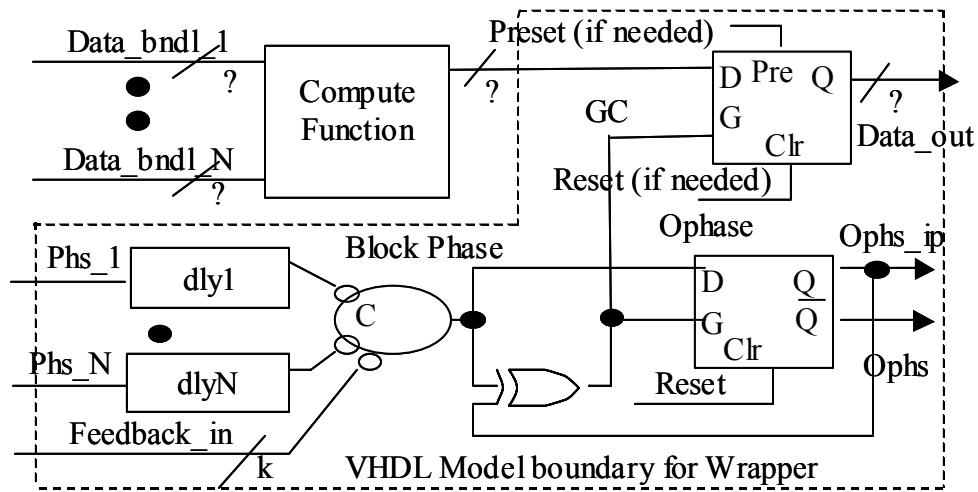 Data_bndl_1
?
Compute
Function
?
Preset (if needed)
D Pre Q
G
Clr
?
Data_out
GC
Data_bndl_N
?
Reset (if needed)
Ophase
Block Phase
Phs_1
dly1
C
Phs_N
dlyN
Feedback_in
k
D Q
G Q
Clr
Reset
Ophs_ip
Ophs
VHDL Model boundary for Wrapper